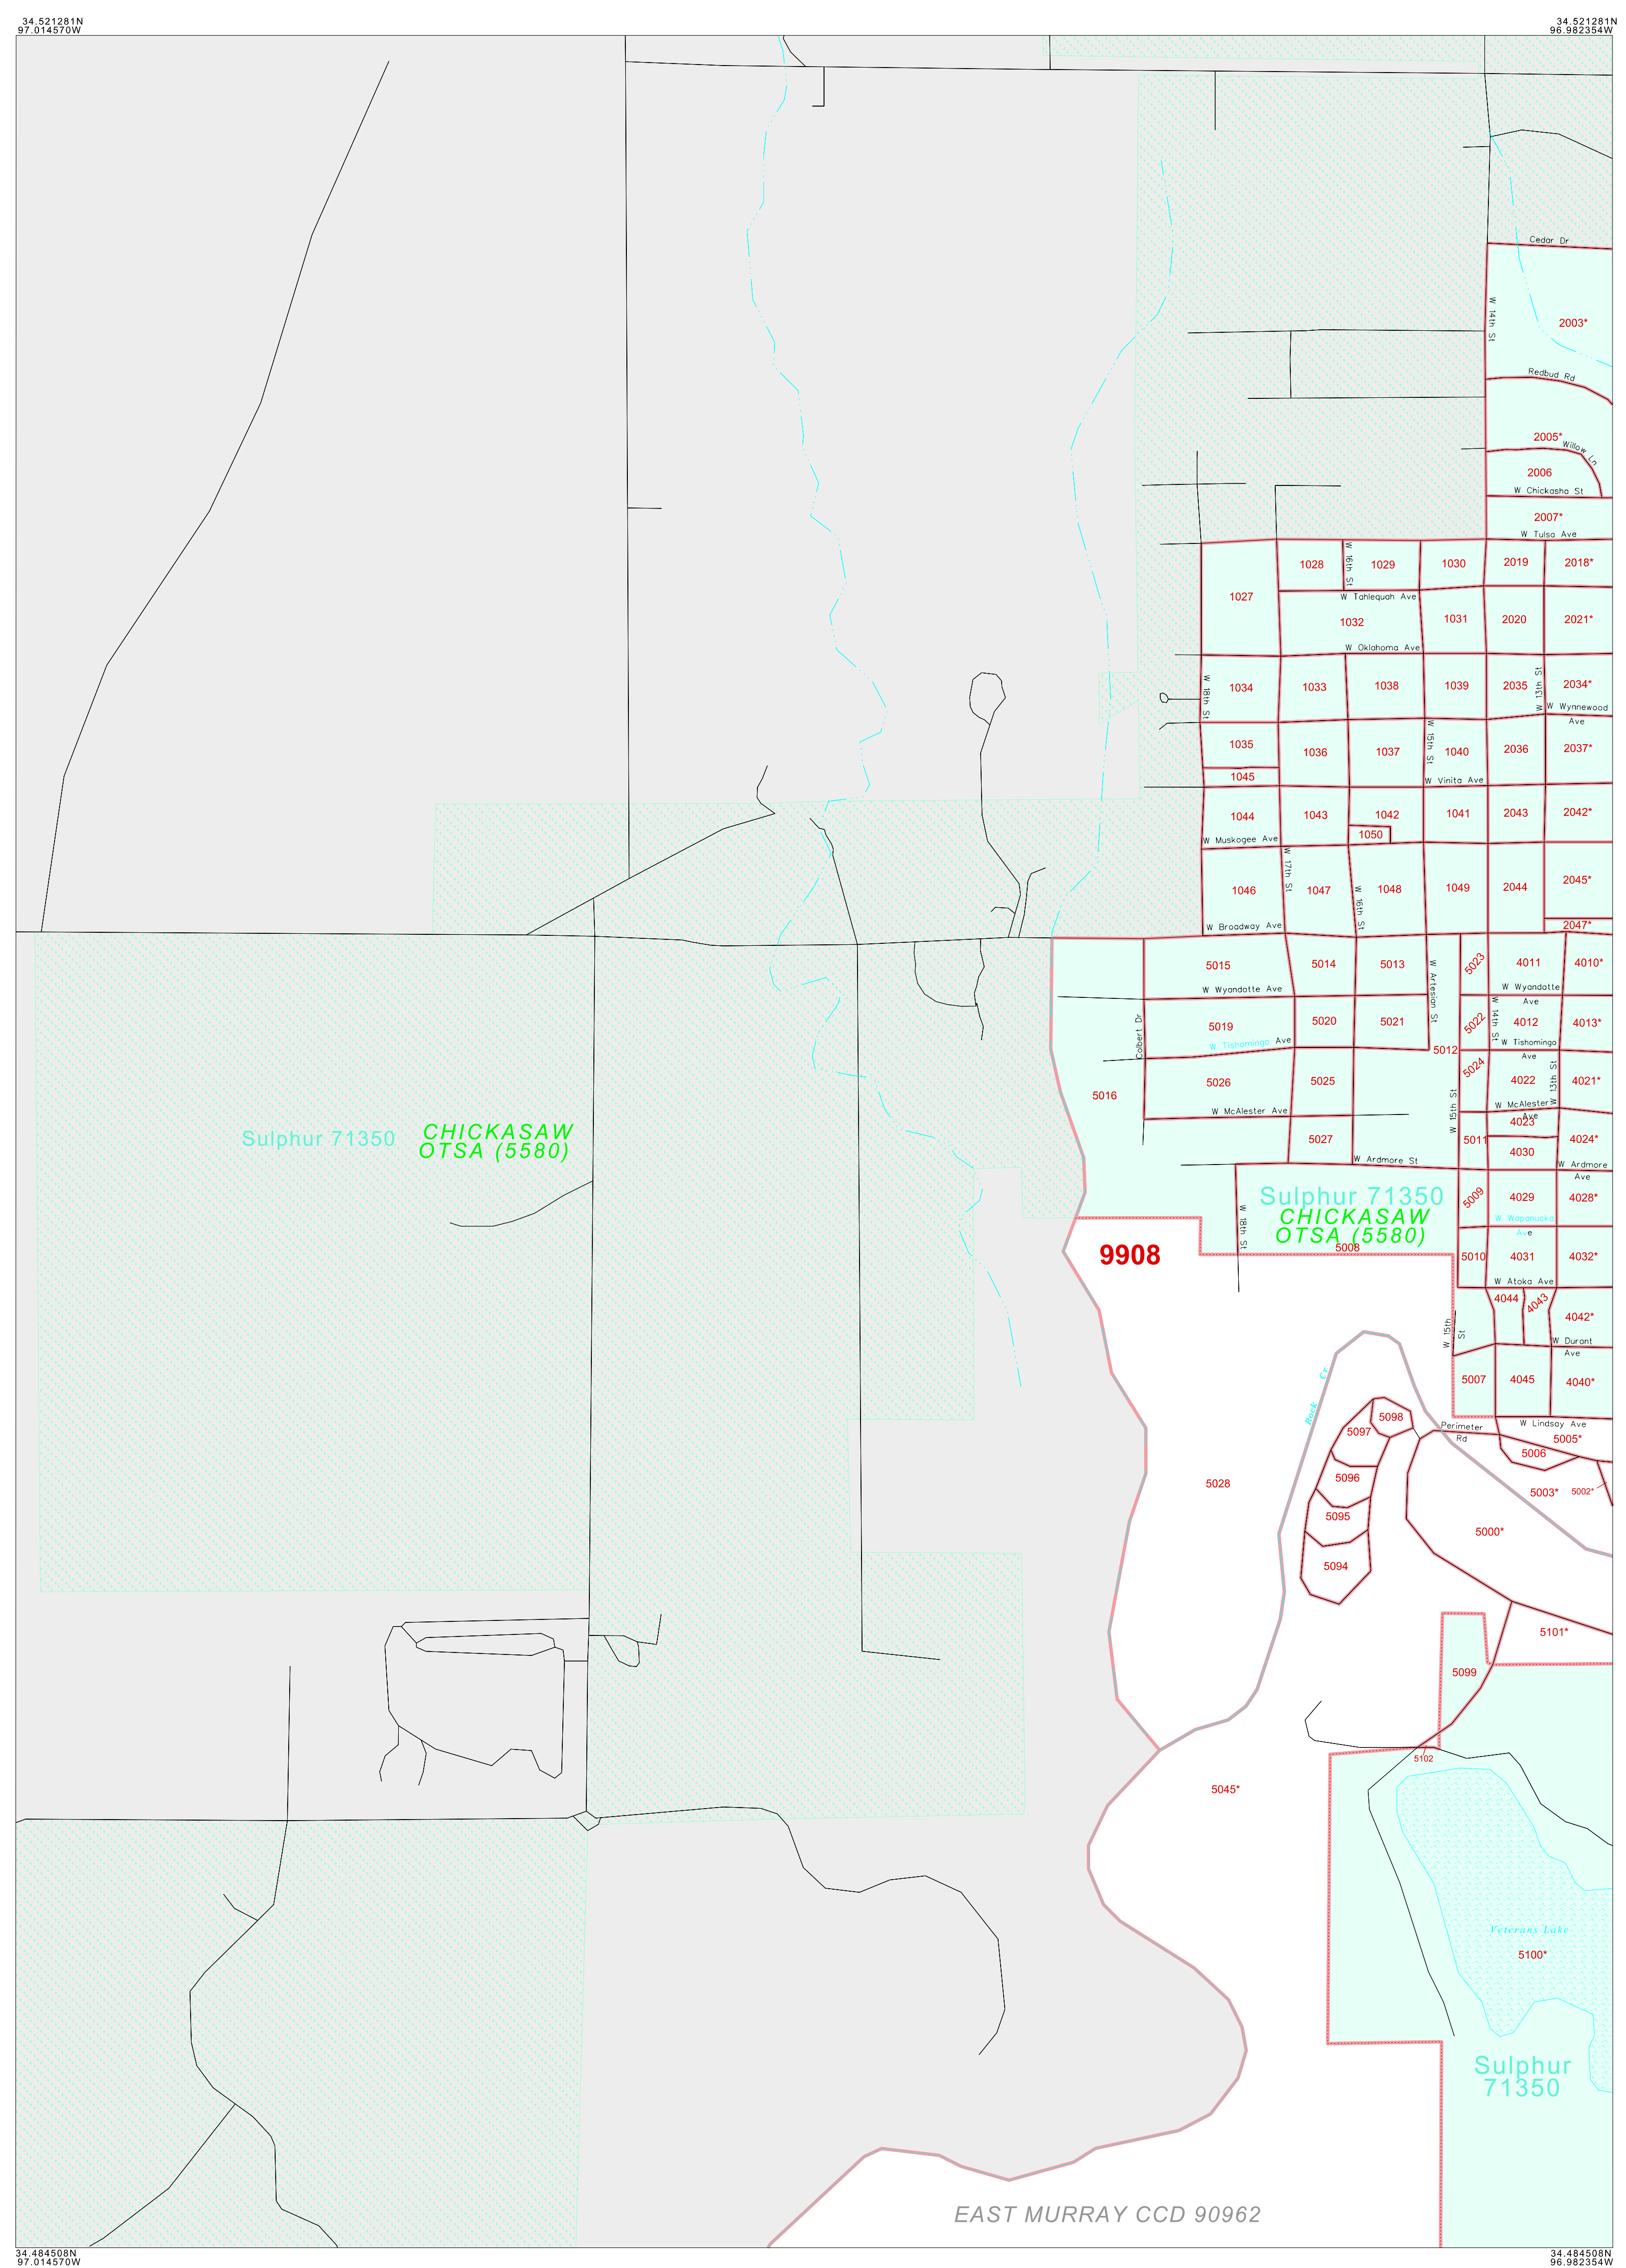 34.521281N
97.014570W
34.521281N
96.982354W
Cedar Dr
W 14th St
2003*
Redbud Rd
2005*
Willow Ln
2006
W Chickasha St
2007*
W Tulsa Ave
1028
W 16th St
1029
1030
2019
2018*
1027
W Tahlequah Ave
1032
1031
2020
2021*
W Oklahoma Ave
1034
W 18th St
1033
1038
1039
2035
W 13th St
2034*
W Wynnewood
Ave
1035
1036
1037
W 15th St
1040
2036
2037*
1045
W Vinita Ave
1044
1043
1042
1041
2043
2042*
1050
W Muskogee Ave
W 17th St
1046
1047
W 16th St
1048
1049
2044
2045*
2047*
W Broadway Ave
5015
5014
5013
W Artesian St
5023
4011
4010*
W Wyandotte Ave
W Wyandotte
Ave
Colbert Dr
5019
5020
5021
5022
W 14th St
4012
4013*
W Tishomingo Ave
W Tishomingo
Ave
5012
5024
5016
5026
5025
4022
W 13th St
4021*
W 15th St
W McAlester Ave
W McAlester
Ave
4023
5027
5011
4030
4024*
W Ardmore St
W Ardmore
Ave
Sulphur 71350
CHICKASAW
OTSA (5580)
Sulphur 71350
CHICKASAW
OTSA (5580)
5009
4029
4028*
W 18th St
W Wapanucka
Ave
5008
9908
5010
4031
4032*
W Atoka Ave
4044
4043
4042*
W 15th
St
W Durant
Ave
5007
4045
4040*
Rock Cr
5098
5097
Perimeter
Rd
W Lindsay Ave
5005*
5006
5096
5028
5003*
5002*
5095
5000*
5094
5101*
5099
5102
5045*
Veterans Lake
5100*
Sulphur
71350
EAST MURRAY CCD 90962
34.484508N
97.014570W
34.484508N
96.982354W